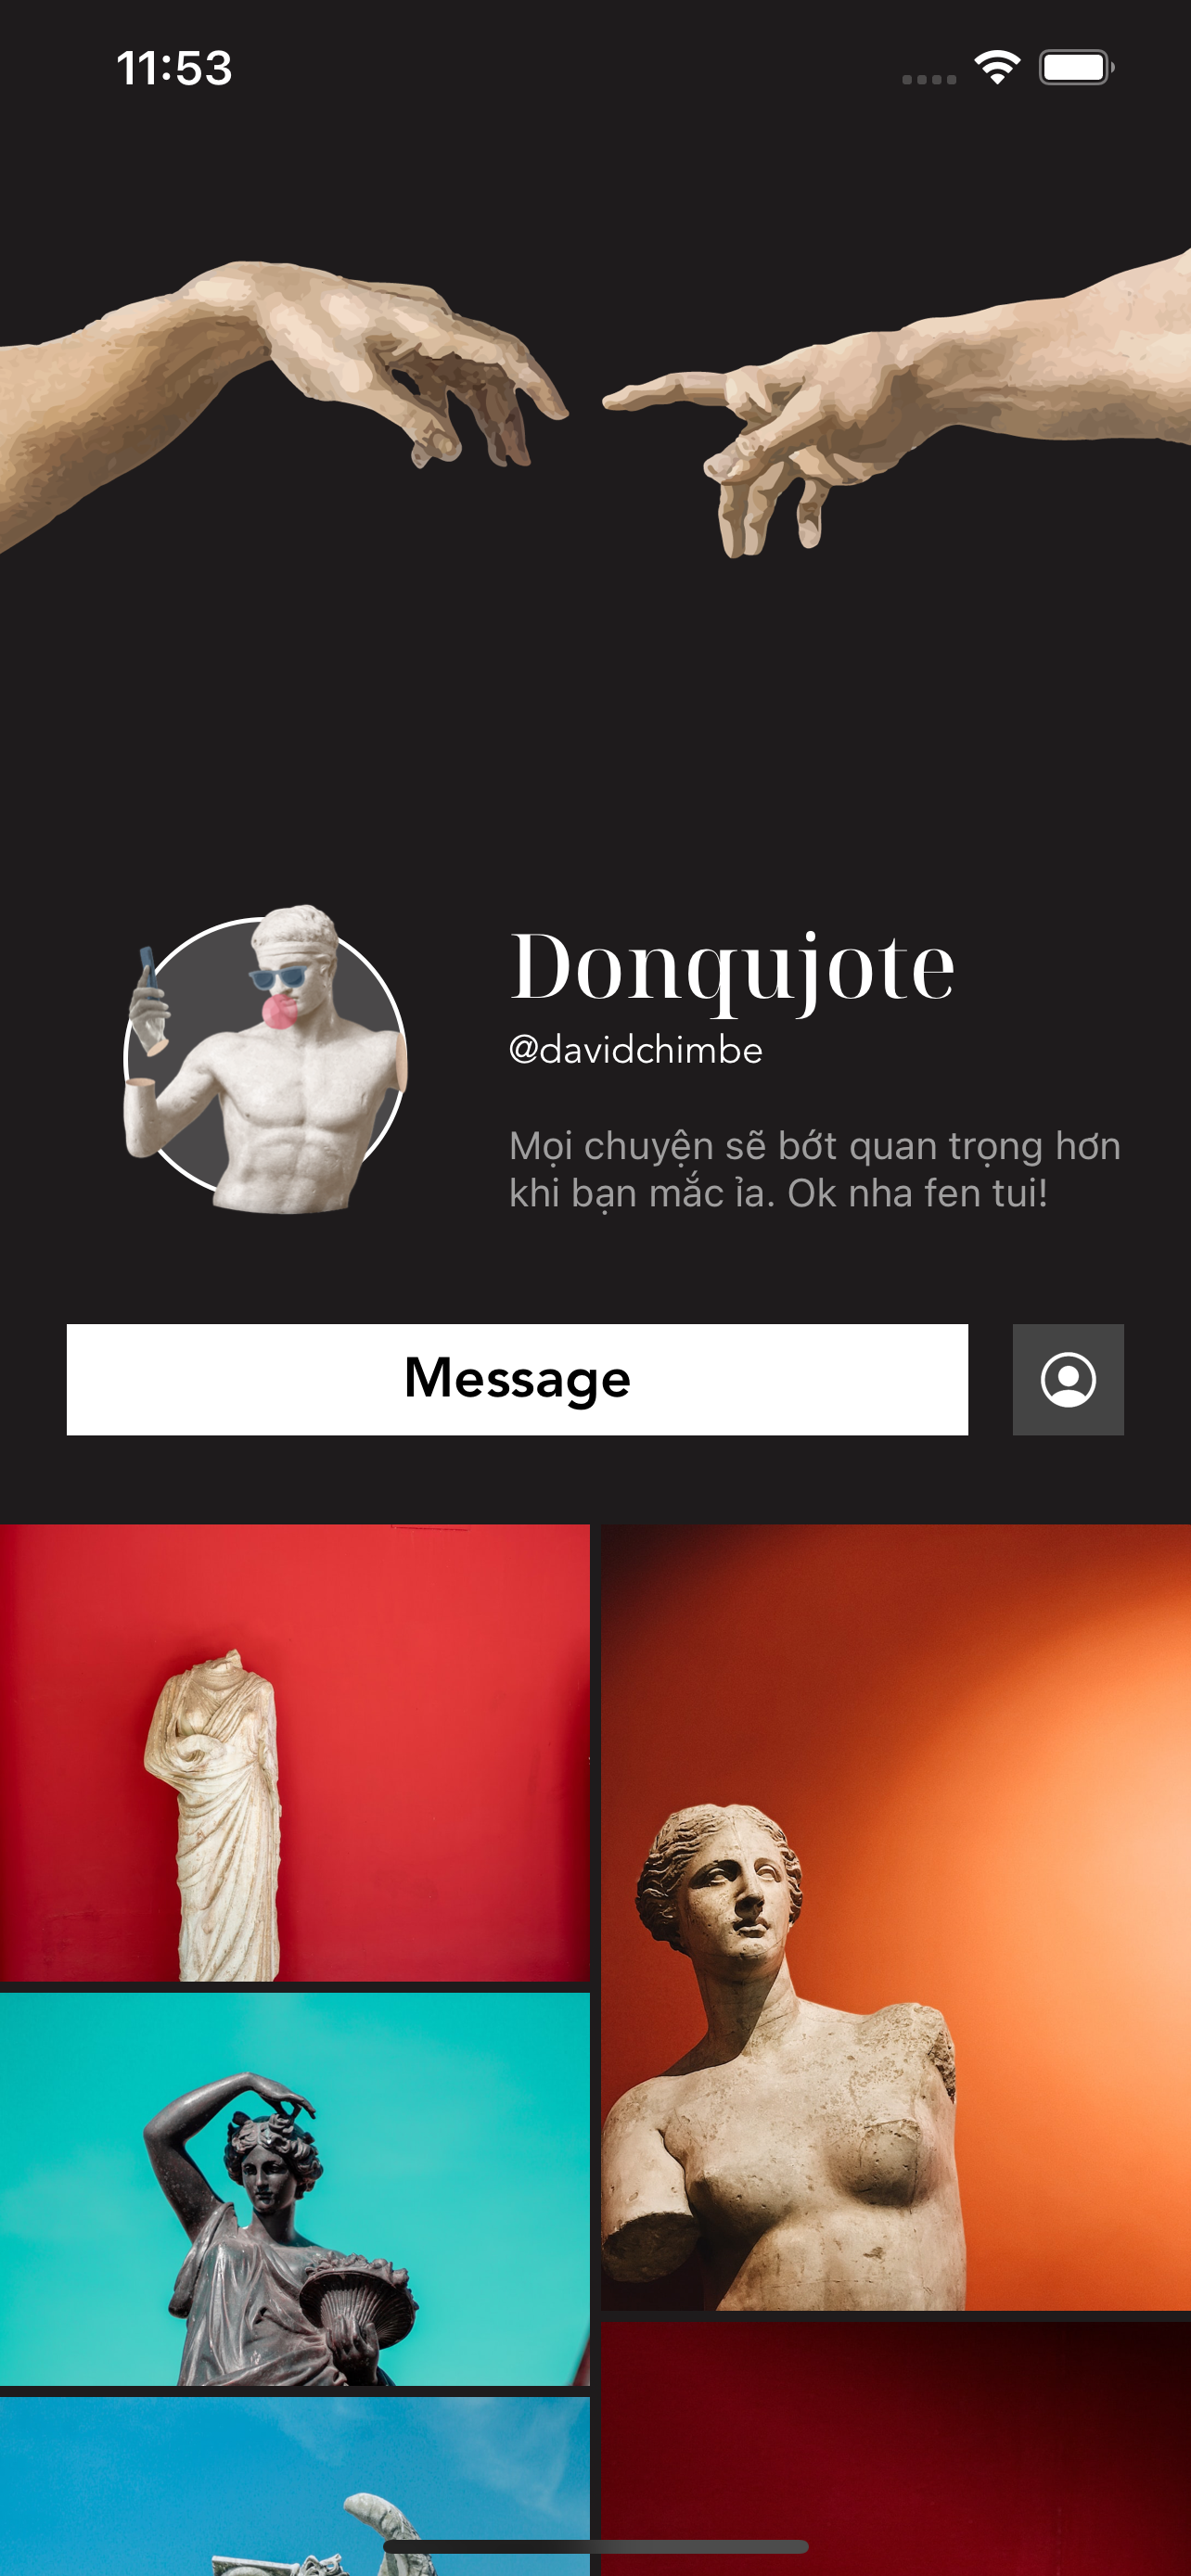 11:53
Donqujote
@davidchimbe
Mọi chuyện sẽ bớt quan trọng hơn
khi bạn mắc ỉa. Ok nha fen tui!
Message